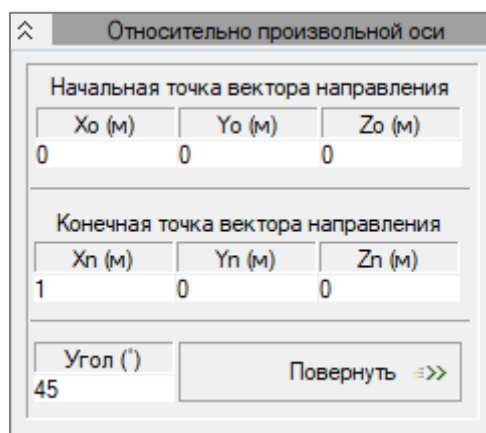 Относительно произвольной оси
Начальная точка вектора направления
Xo (м) Yo (м) Zo (м)
0 0 0
Конечная точка вектора направления
Xn (м) Yn (м) Zn (м)
1 0 0
Угол (˚)
45
Повернуть